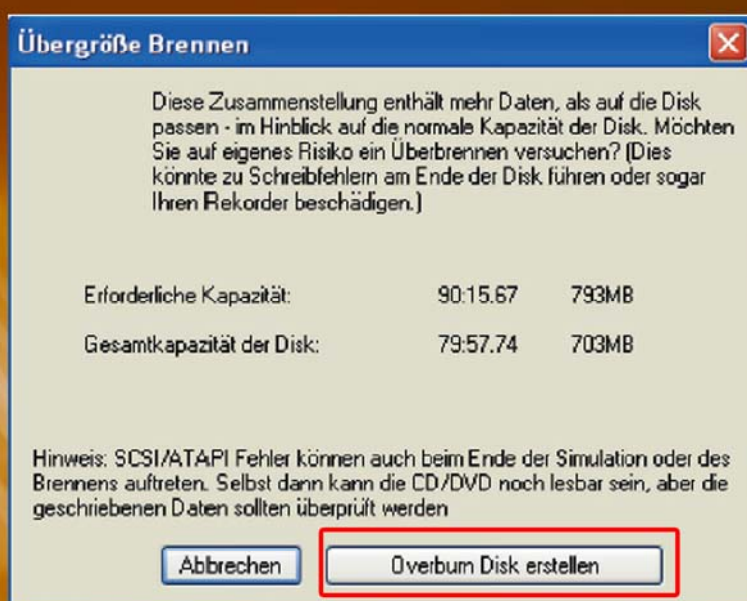 Übergröße Brennen
Diese Zusammenstellung enthält mehr Daten, als auf die Disk
passen - im Hinblick auf die normale Kapazität der Disk. Möchten
Sie auf eigenes Risiko ein Überbrennen versuchen? (Dies
könnte zu Schreibfehlern am Ende der Disk führen oder sogar
Ihren Rekorder beschädigen.)
Erforderliche Kapazität: 90:15.67 793MB
Gesamtkapazität der Disk: 79:57.74 703MB
Hinweis: SCSI/ATAPI Fehler können auch beim Ende der Simulation oder des
Brennens auftreten. Selbst dann kann die CD/DVD noch lesbar sein, aber die
geschriebenen Daten sollten überprüft werden
Abbrechen Overburn Disk erstellen